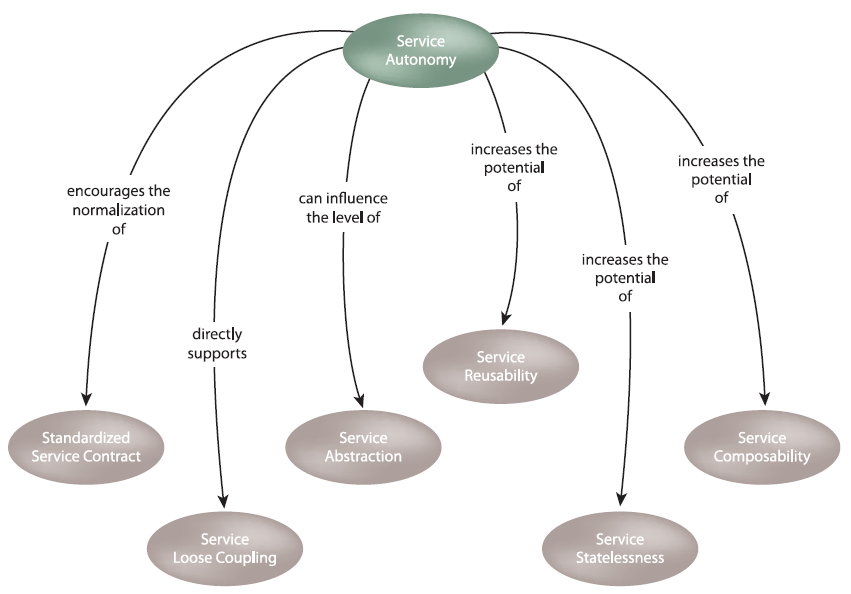 Service
Autonomy
encourages the
normalization
of
directly
supports
can influence
the level of
increases the
potential
of
increases the
potential
of
increases the
potential
of
Standardized
Service Contract
Service
Loose Coupling
Service
Abstraction
Service
Reusability
Service
Statelessness
Service
Composability